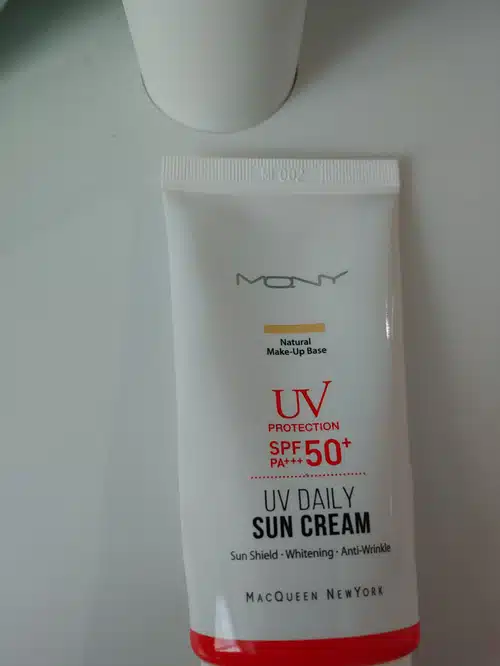 MQNY
Natural
Make-Up Base
UV
PROTECTION
SPF 50+
PA+++
UV DAILY
SUN CREAM
Sun Shield · Whitening · Anti-Wrinkle
MACQUEEN NEWYORK